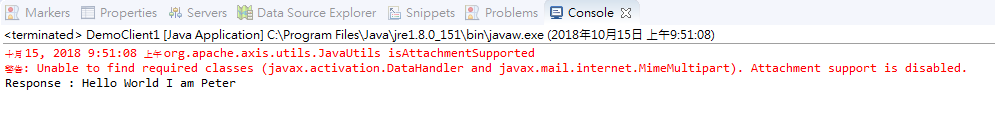 Markers Properties Servers Data Source Explorer Snippets Problems Console
<terminated> DemoClient1 [Java Application] C:\Program Files\Java\jre1.8.0_151\bin\javaw.exe (2018年10月15日 上午9:51:08)
十月15, 2018 9:51:08 上午org.apache.axis.utils.JavaUtils isAttachmentSupported
警告: Unable to find required classes (javax.activation.DataHandler and javax.mail.internet.MimeMultipart). Attachment support is disabled.
Response : Hello World I am Peter